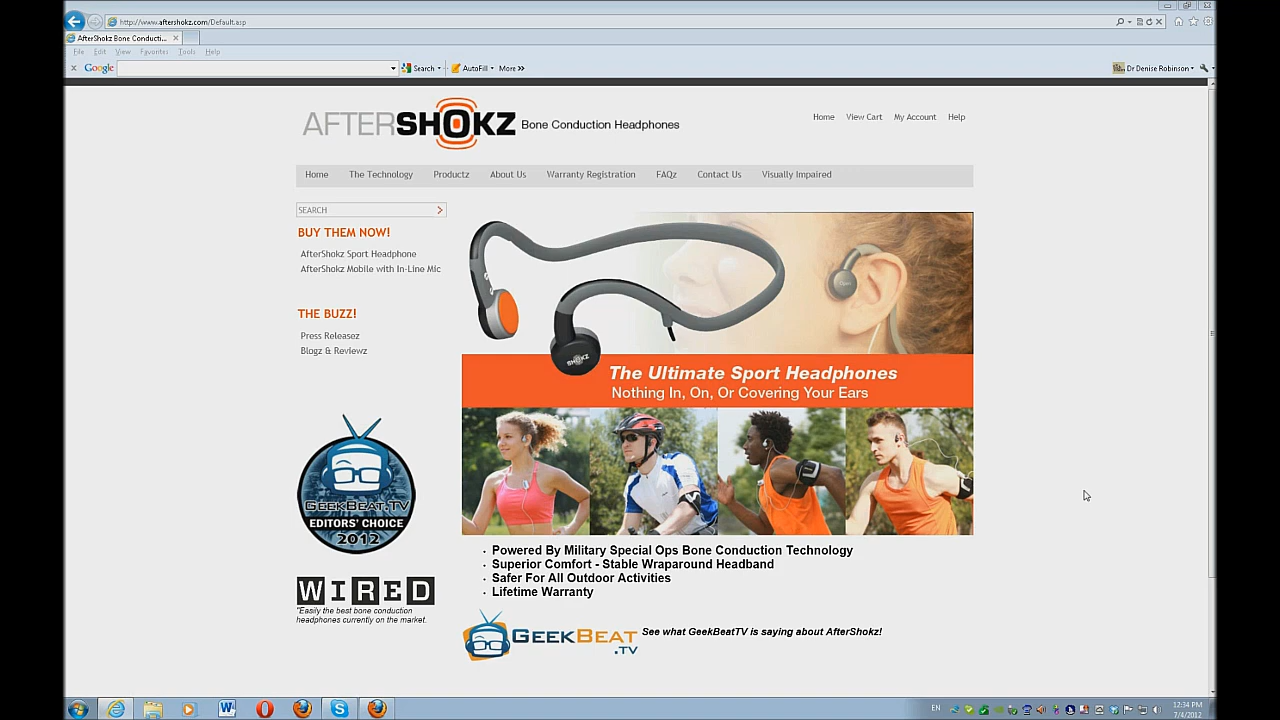 http://www.aftershokz.com/Default.asp
AfterShokz Bone Conducti...
File Edit View Favorites Tools Help
Google Search AutoFill More >> Dr Denise Robinson
AFTERSHOKZ Bone Conduction Headphones
Home View Cart My Account Help
Home The Technology Productz About Us Warranty Registration FAQz Contact Us Visually Impaired
SEARCH
BUY THEM NOW!
AfterShokz Sport Headphone
AfterShokz Mobile with In-Line Mic
THE BUZZ!
Press Releasez
Blogz & Reviewz
GEEKBEAT.TV
EDITORS' CHOICE
2012
WIRED
"Easily the best bone conduction
headphones currently on the market.
SHOKZ
The Ultimate Sport Headphones
Nothing In, On, Or Covering Your Ears
· Powered By Military Special Ops Bone Conduction Technology
· Superior Comfort - Stable Wraparound Headband
· Safer For All Outdoor Activities
· Lifetime Warranty
GEEKBEAT.TV
See what GeekBeatTV is saying about AfterShokz!
EN
12:34 PM
7/4/2012